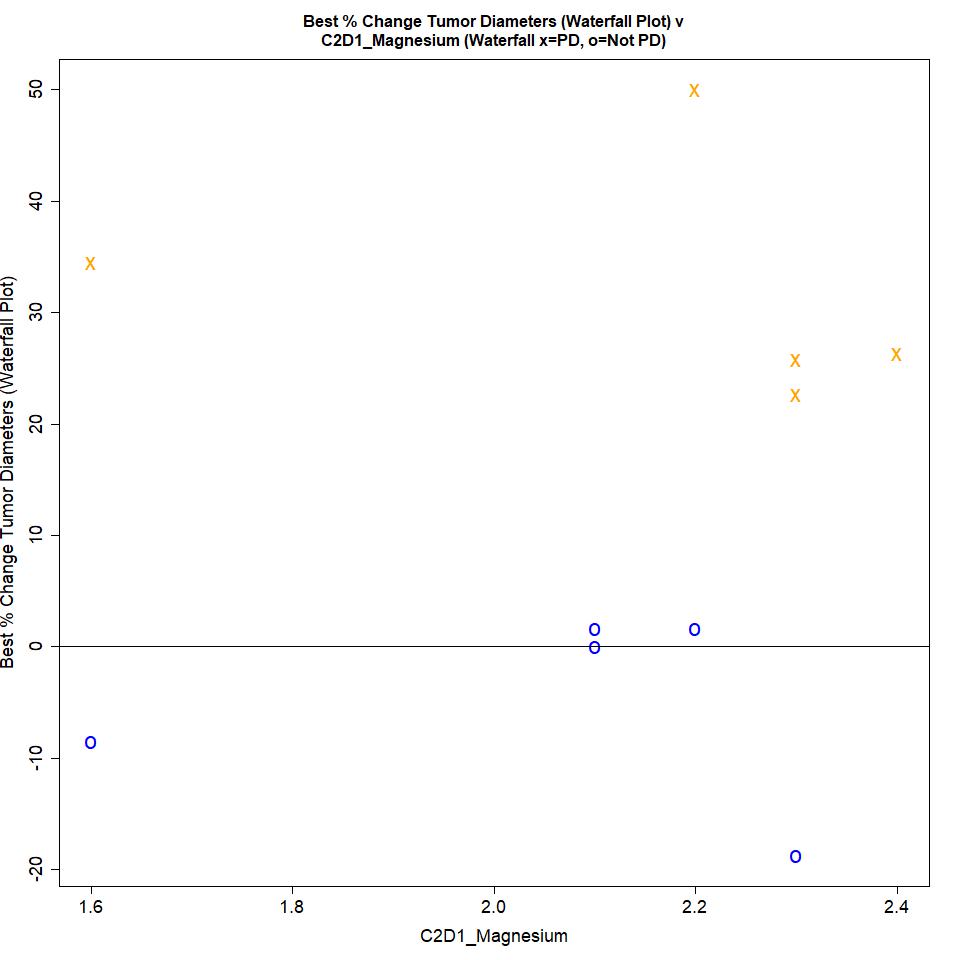 Best % Change Tumor Diameters (Waterfall Plot) v
C2D1_Magnesium (Waterfall x=PD, o=Not PD)
Best % Change Tumor Diameters (Waterfall Plot)
50
40
30
20
10
0
-10
-20
X
X
X
X
X
O
O
O
O
O
1.6
1.8
2.0
2.2
2.4
C2D1_Magnesium